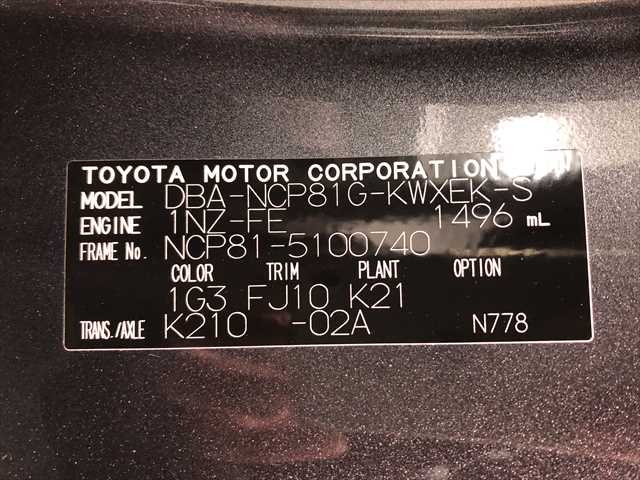 TOYOTA MOTOR CORPORATION
MODEL DBA-NCP81G-KWXEK-S
ENGINE 1NZ-FE 1496 mL
FRAME No. NCP81-5100740
COLOR TRIM PLANT OPTION
1G3 FJ10 K21
TRANS./AXLE K210 -02A N778